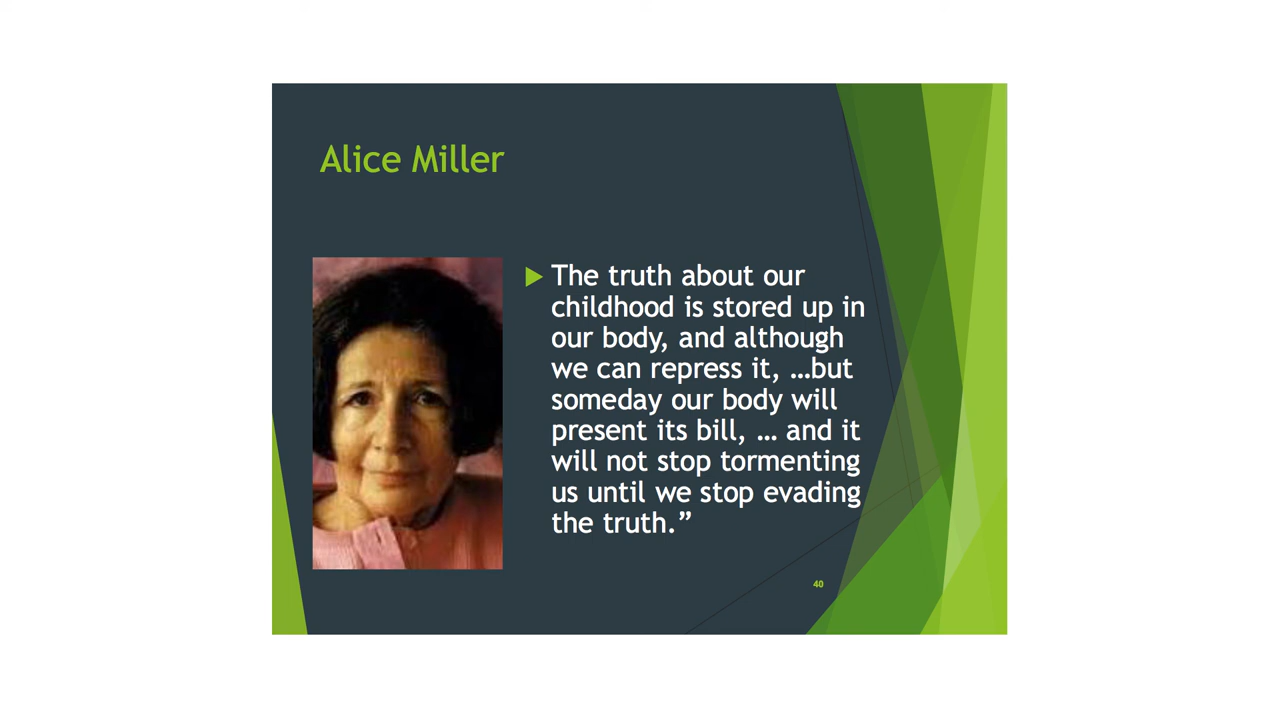 Alice Miller
The truth about our
childhood is stored up in
our body, and although
we can repress it, …but
someday our body will
present its bill, … and it
will not stop tormenting
us until we stop evading
the truth.”
40